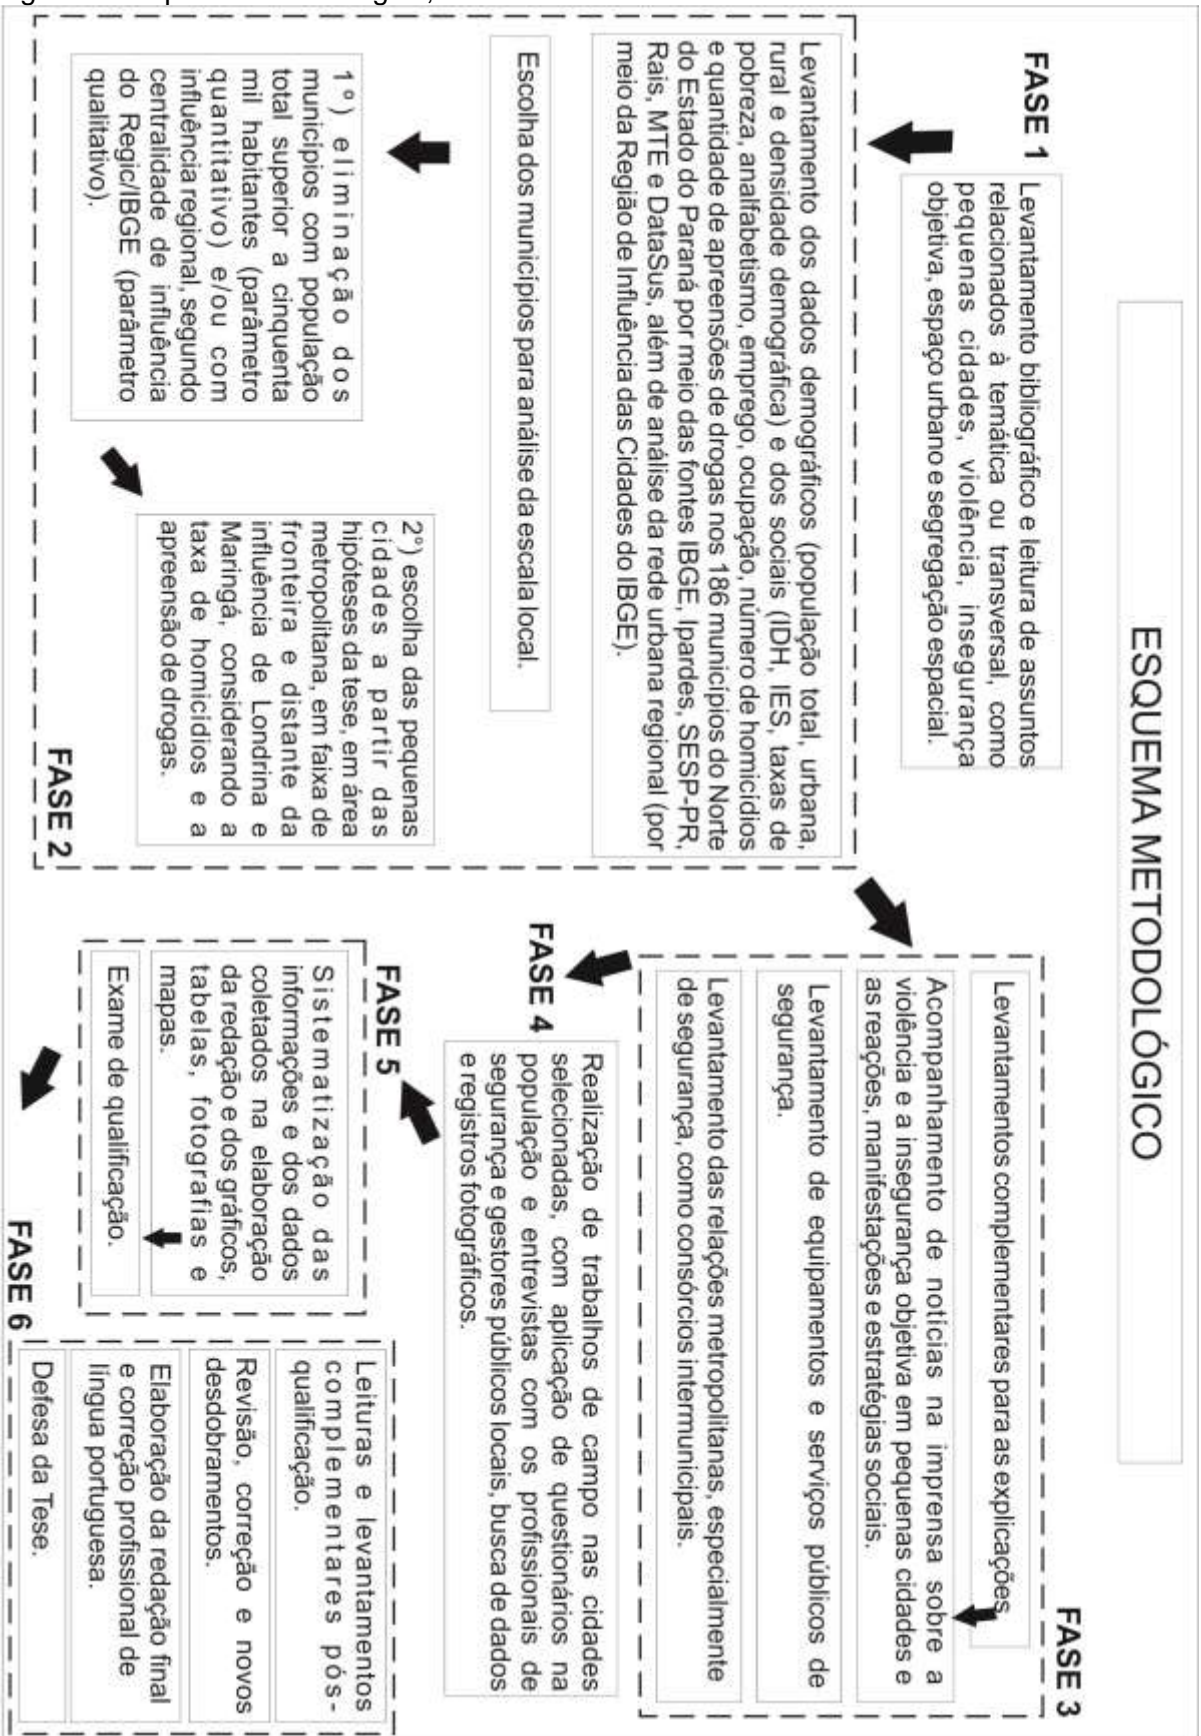 ESQUEMA METODOLÓGICO
FASE 1
Levantamento bibliográfico e leitura de assuntos
relacionados à temática ou transversal, como
pequenas cidades, violência, insegurança
objetiva, espaço urbano e segregação espacial.
Levantamento dos dados demográficos (população total, urbana,
rural e densidade demográfica) e dos sociais (IDH, IES, taxas de
pobreza, analfabetismo, emprego, ocupação, número de homicídios
e quantidade de apreensões de drogas nos 186 municípios do Norte
do Estado do Paraná por meio das fontes IBGE, Ipardes, SESP-PR,
Rais, MTE e DataSus, além de análise da rede urbana regional (por
meio da Região de Influência das Cidades do IBGE).
Escolha dos municípios para análise da escala local.
1°) eliminação dos
municípios com população
total superior a cinquenta
mil habitantes (parâmetro
quantitativo) e/ou com
influência regional, segundo
centralidade de influência
do Regic/IBGE (parâmetro
qualitativo).
2°) escolha das pequenas
cidades a partir das
hipóteses da tese, em área
metropolitana, em faixa de
fronteira e distante da
influência de Londrina e
Maringá, considerando a
taxa de homicídios e a
apreensão de drogas.
FASE 2
FASE 3
Levantamentos complementares para as explicações
Acompanhamento de notícias na imprensa sobre a
violência e a insegurança objetiva em pequenas cidades e
as reações, manifestações e estratégias sociais.
Levantamento de equipamentos e serviços públicos de
segurança.
Levantamento das relações metropolitanas, especialmente
de segurança, como consórcios intermunicipais.
FASE 4
Realização de trabalhos de campo nas cidades
selecionadas, com aplicação de questionários na
população e entrevistas com os profissionais de
segurança e gestores públicos locais, busca de dados
e registros fotográficos.
FASE 5
Sistematização das
informações e dos dados
coletados na elaboração
da redação e dos gráficos,
tabelas, fotografias e
mapas.
Exame de qualificação.
FASE 6
Leituras e levantamentos
complementares pós-
qualificação.
Revisão, correção e novos
desdobramentos.
Elaboração da redação final
e correção profissional de
língua portuguesa.
Defesa da Tese.